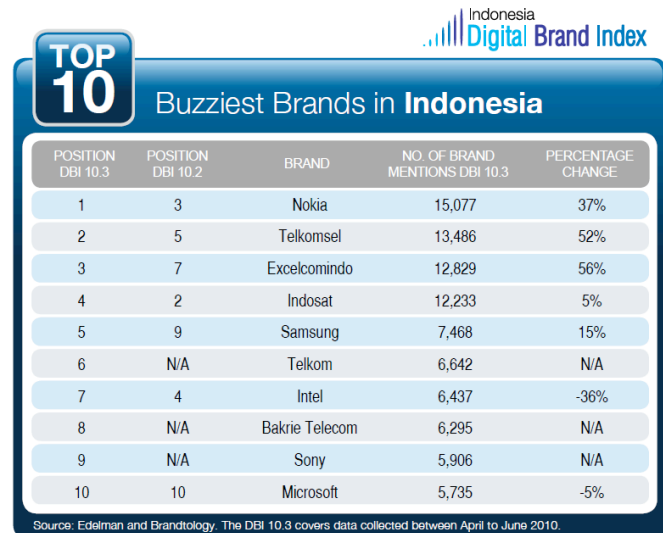 Indonesia
Digital Brand Index
TOP
10
Buzziest Brands in Indonesia
POSITION DBI 10.3 POSITION DBI 10.2 BRAND NO. OF BRAND MENTIONS DBI 10.3 PERCENTAGE CHANGE
1 3 Nokia 15,077 37%
2 5 Telkomsel 13,486 52%
3 7 Excelcomindo 12,829 56%
4 2 Indosat 12,233 5%
5 9 Samsung 7,468 15%
6 N/A Telkom 6,642 N/A
7 4 Intel 6,437 -36%
8 N/A Bakrie Telecom 6,295 N/A
9 N/A Sony 5,906 N/A
10 10 Microsoft 5,735 -5%
Source: Edelman and Brandtology. The DBI 10.3 covers data collected between April to June 2010.